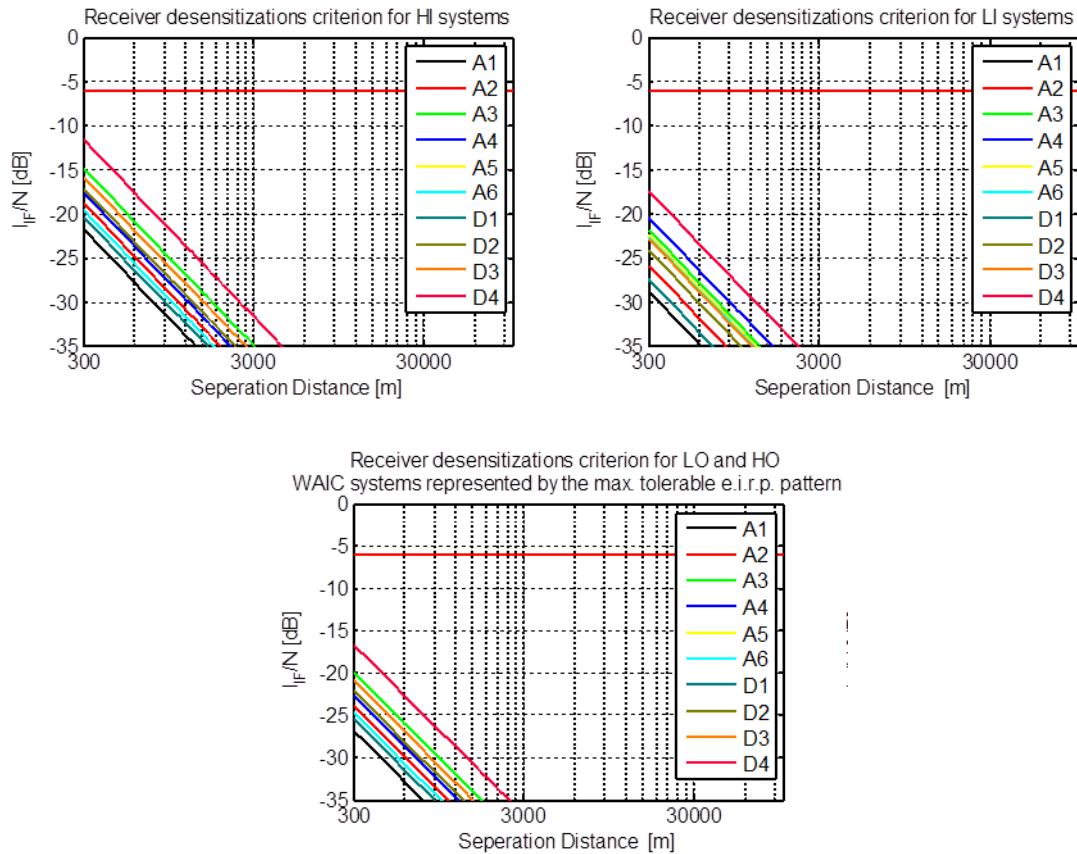 Receiver desensitizations criterion for HI systems
0
-5
-10
-15
-20
-25
-30
-35
I_IF/N [dB]
300
3000
30000
Seperation Distance [m]
A1
A2
A3
A4
A5
A6
D1
D2
D3
D4
Receiver desensitizations criterion for LI systems
0
-5
-10
-15
-20
-25
-30
-35
I_IF/N [dB]
300
3000
30000
Seperation Distance [m]
A1
A2
A3
A4
A5
A6
D1
D2
D3
D4
Receiver desensitizations criterion for LO and HO
WAIC systems represented by the max. tolerable e.i.r.p. pattern
0
-5
-10
-15
-20
-25
-30
-35
I_IF/N [dB]
300
3000
30000
Seperation Distance [m]
A1
A2
A3
A4
A5
A6
D1
D2
D3
D4